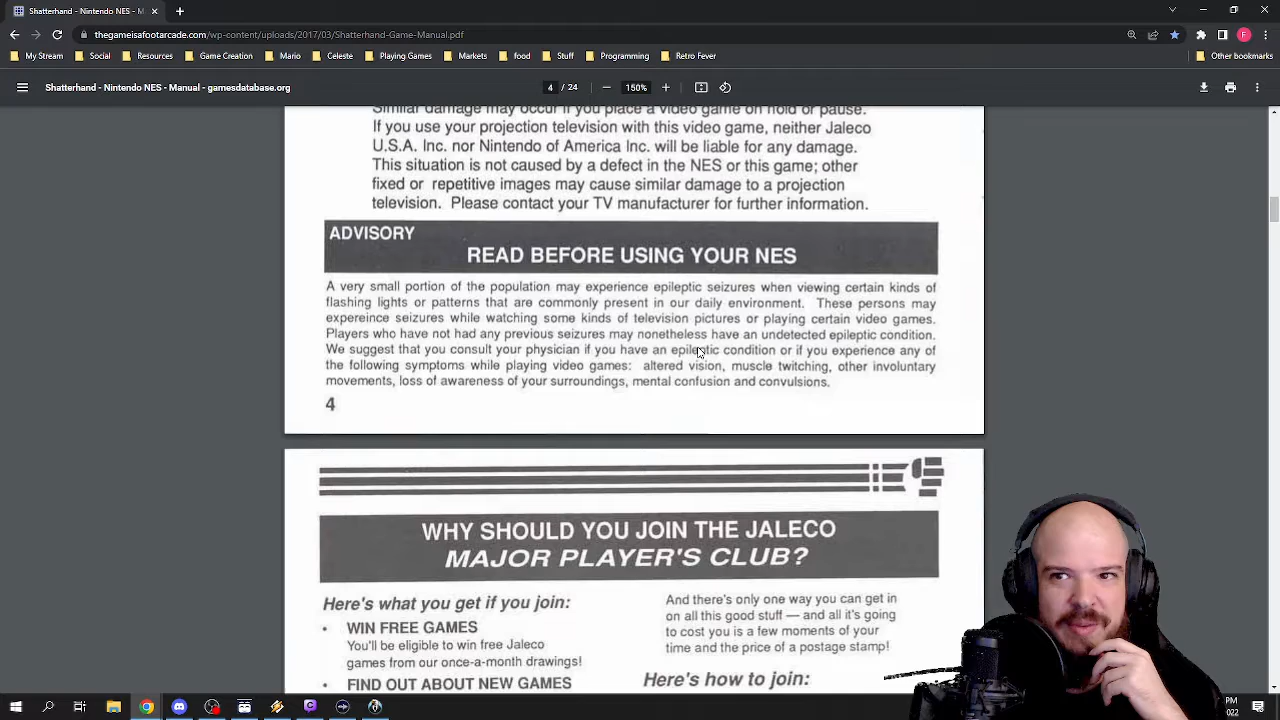 Shatterhand - Nintendo NES - M
thegameisafootarcade.com/wp-content/uploads/2017/03/Shatterhand-Game-Manual.pdf
My Stream
Social
Resources
Game Creation
Mario
Celeste
Playing Games
Markets
food
Stuff
Programming
Retro Fever
Other bookmarks
Shatterhand - Nintendo NES - Manual - gamesdatabase.org
4 / 24
150%
Similar damage may occur if you place a video game on hold or pause.
If you use your projection television with this video game, neither Jaleco
U.S.A. Inc. nor Nintendo of America Inc. will be liable for any damage.
This situation is not caused by a defect in the NES or this game; other
fixed or repetitive images may cause similar damage to a projection
television. Please contact your TV manufacturer for further information.
ADVISORY
READ BEFORE USING YOUR NES
A very small portion of the population may experience epileptic seizures when viewing certain kinds of
flashing lights or patterns that are commonly present in our daily environment. These persons may
expereince seizures while watching some kinds of television pictures or playing certain video games.
Players who have not had any previous seizures may nonetheless have an undetected epileptic condition.
We suggest that you consult your physician if you have an epileptic condition or if you experience any of
the following symptoms while playing video games: altered vision, muscle twitching, other involuntary
movements, loss of awareness of your surroundings, mental confusion and convulsions.
4
WHY SHOULD YOU JOIN THE JALECO
MAJOR PLAYER'S CLUB?
Here's what you get if you join:
• WIN FREE GAMES
You'll be eligible to win free Jaleco
games from our once-a-month drawings!
• FIND OUT ABOUT NEW GAMES
And there's only one way you can get in
on all this good stuff — and all it's going
to cost you is a few moments of your
time and the price of a postage stamp!
Here's how to join:
PM